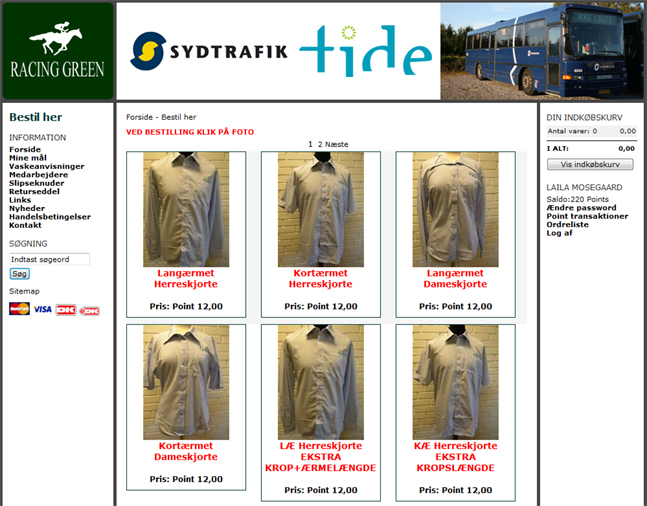 RACING GREEN
SYDTRAFIK
tide
Bestil her
INFORMATION
Forside
Mine mål
Vaskeanvisninger
Medarbejdere
Slipseknuder
Returseddel
Links
Nyheder
Handelsbetingelser
Kontakt
SØGNING
Indtast søgeord
Søg
Sitemap
MasterCard VISA DK DK
Forside - Bestil her
VED BESTILLING KLIK PÅ FOTO
1 2 Næste
Langærmet
Herreskjorte
Pris: Point 12,00
Kortærmet
Herreskjorte
Pris: Point 12,00
Langærmet
Dameskjorte
Pris: Point 12,00
Kortærmet
Dameskjorte
Pris: Point 12,00
LÆ Herreskjorte
EKSTRA
KROP+ÆRMELÆNGDE
Pris: Point 12,00
KÆ Herreskjorte
EKSTRA
KROPSLÆNGDE
Pris: Point 12,00
DIN INDKØBSKURV
Antal varer: 0 0,00
I ALT: 0,00
Vis indkøbskurv
LAILA MOSEGAARD
Saldo:220 Points
Ændre password
Point transaktioner
Ordreliste
Log af